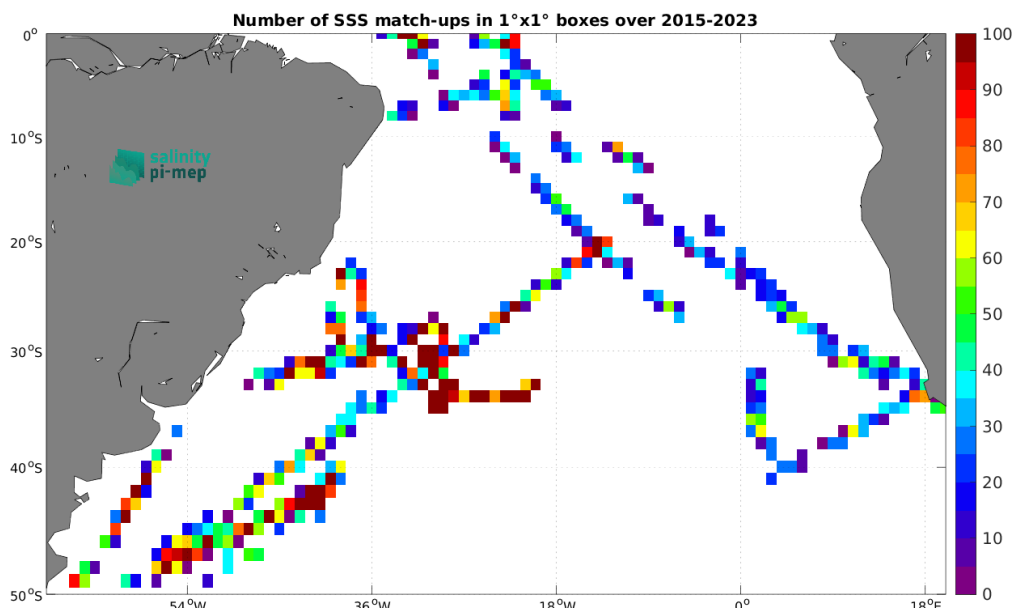 Number of SSS match-ups in 1°x1° boxes over 2015-2023
0°
10°S
20°S
30°S
40°S
50°S
salinity
pi-mep
54°W
36°W
18°W
0°
18°E
100
90
80
70
60
50
40
30
20
10
0